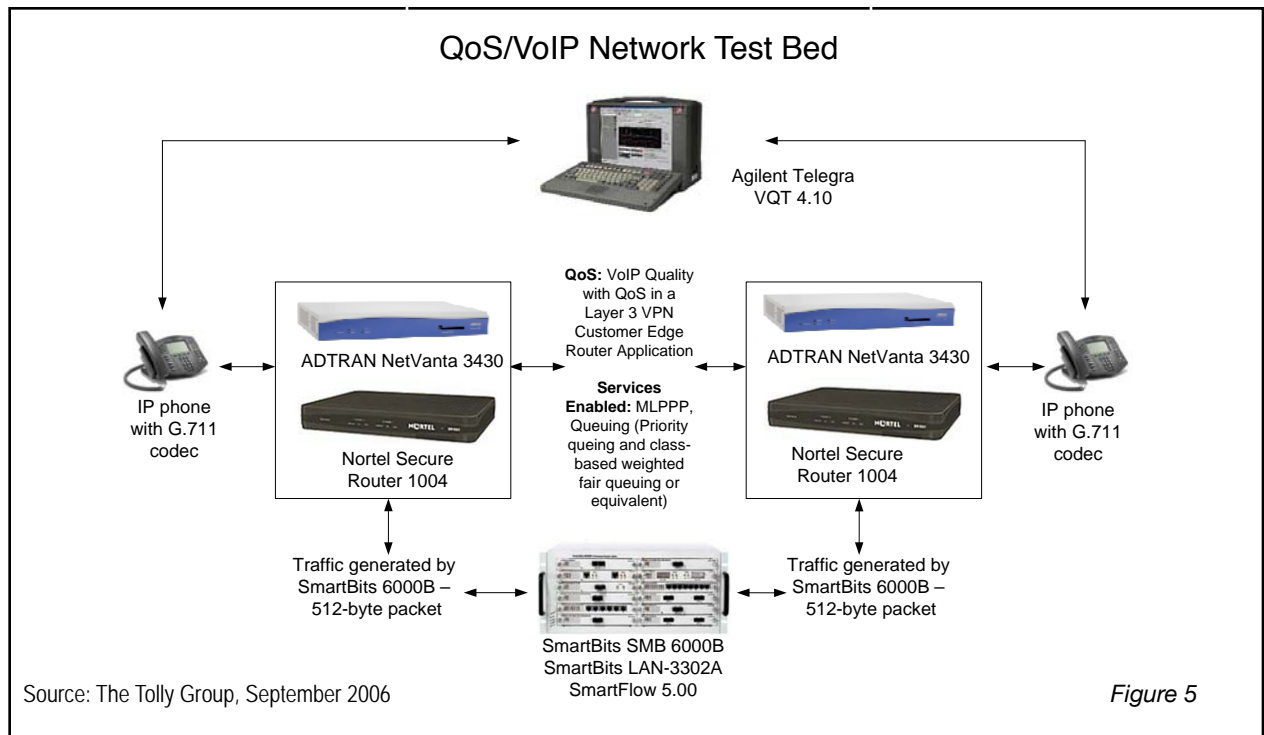 QoS/VoIP Network Test Bed
Agilent Telegra
VQT 4.10
QoS: VoIP Quality
with QoS in a
Layer 3 VPN
Customer Edge
Router Application
Services
Enabled: MLPPP,
Queuing (Priority
queing and class-
based weighted
fair queuing or
equivalent)
IP phone
with G.711
codec
ADTRAN NetVanta 3430
NORTEL
Nortel Secure
Router 1004
ADTRAN NetVanta 3430
NORTEL
Nortel Secure
Router 1004
IP phone
with G.711
codec
Traffic generated by
SmartBits 6000B –
512-byte packet
SmartBits SMB 6000B
SmartBits LAN-3302A
SmartFlow 5.00
Traffic generated by
SmartBits 6000B –
512-byte packet
Source: The Tolly Group, September 2006
Figure 5